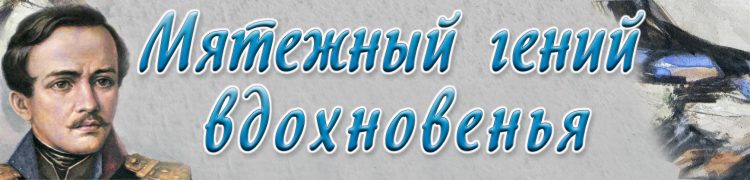 Мятежный гений
вдохновенья